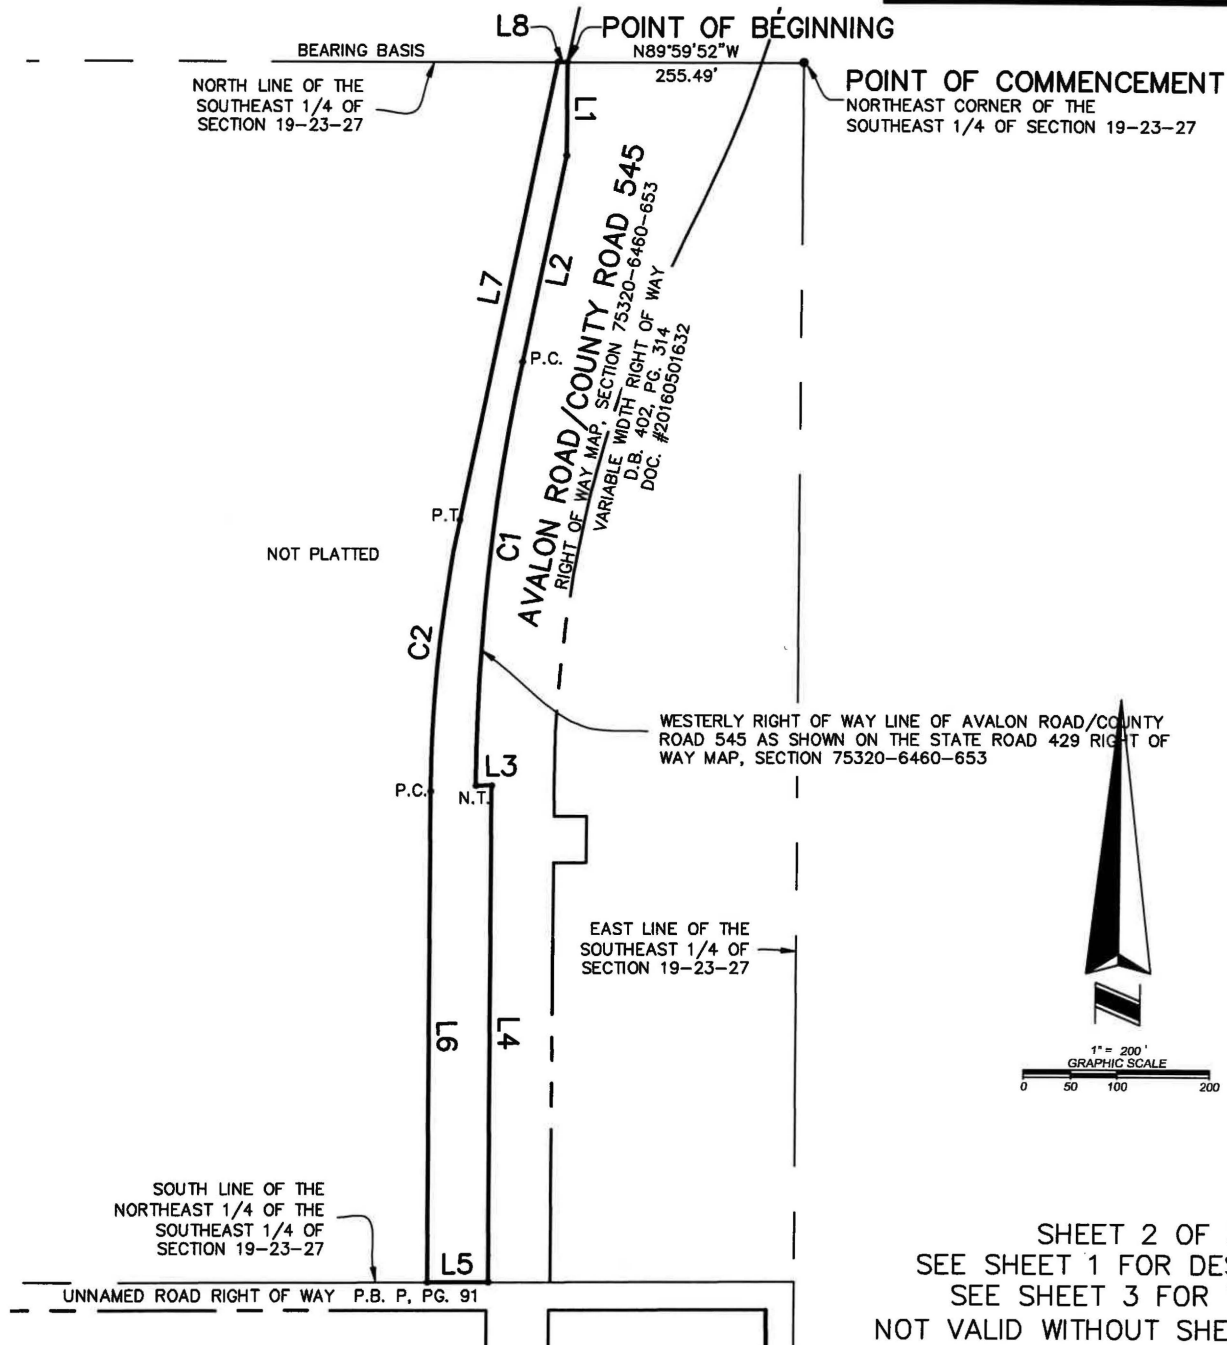 L8
POINT OF BEGINNING
BEARING BASIS
N89°59'52"W
255.49'
POINT OF COMMENCEMENT
NORTHEAST CORNER OF THE
SOUTHEAST 1/4 OF SECTION 19-23-27
NORTH LINE OF THE
SOUTHEAST 1/4 OF
SECTION 19-23-27
L1
L2
L7
AVALON ROAD/COUNTY ROAD 545
RIGHT OF WAY MAP, SECTION 75320-6460-653
VARIABLE WIDTH RIGHT OF WAY
D.B. 402, PG. 314
DOC. #20160501632
P.C.
P.T.
NOT PLATTED
C1
C2
WESTERLY RIGHT OF WAY LINE OF AVALON ROAD/COUNTY
ROAD 545 AS SHOWN ON THE STATE ROAD 429 RIGHT OF
WAY MAP, SECTION 75320-6460-653
L3
P.C.
N.T.
EAST LINE OF THE
SOUTHEAST 1/4 OF
SECTION 19-23-27
L6
L4
N
1"= 200'
GRAPHIC SCALE
0 50 100 200
SOUTH LINE OF THE
NORTHEAST 1/4 OF THE
SOUTHEAST 1/4 OF
SECTION 19-23-27
L5
UNNAMED ROAD RIGHT OF WAY P.B. P, PG. 91
SHEET 2 OF
SEE SHEET 1 FOR
SEE SHEET 3 FOR
NOT VALID WITHOUT